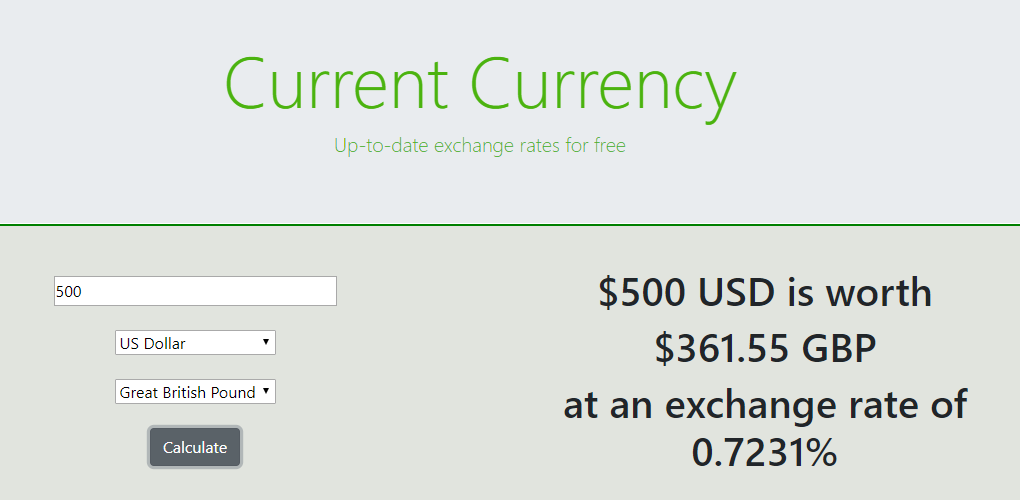 Current Currency
Up-to-date exchange rates for free
500
US Dollar
Great British Pound
Calculate
$500 USD is worth
$361.55 GBP
at an exchange rate of
0.7231%